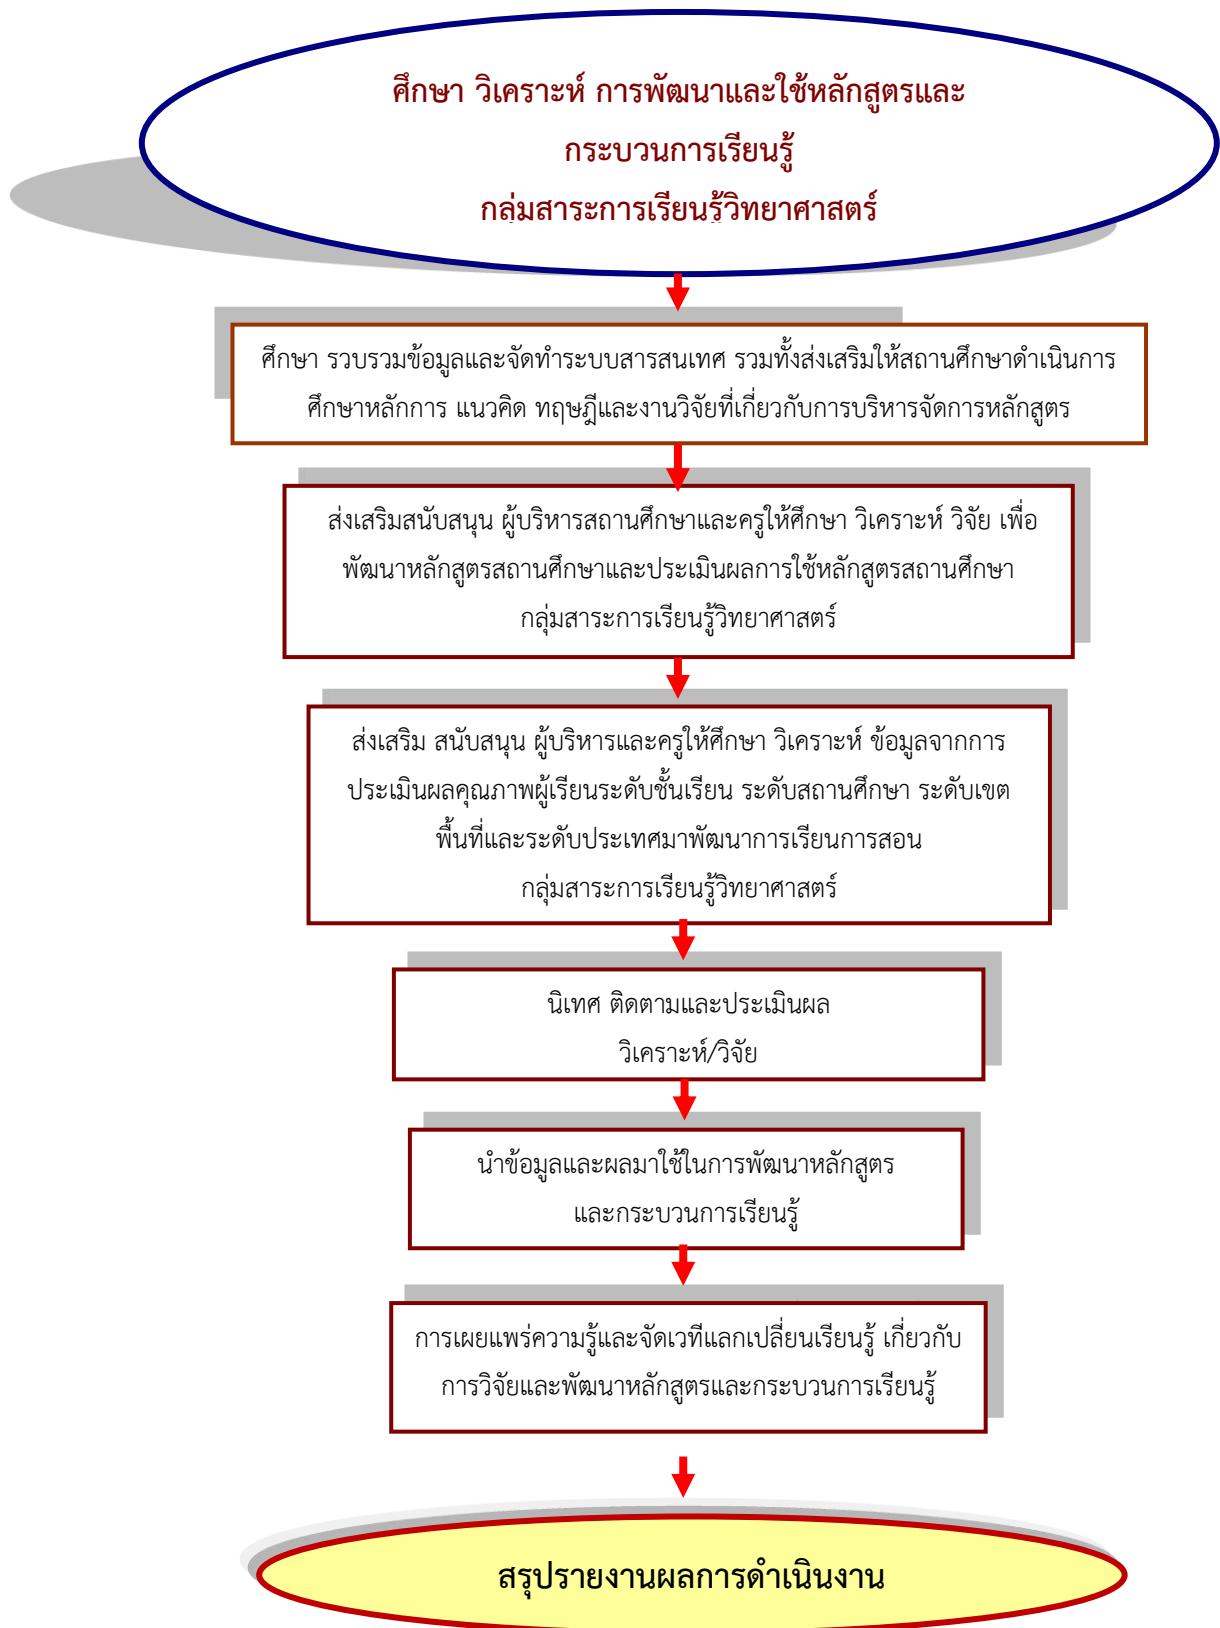 ศึกษา วิเคราะห์ การพัฒนาและใช้หลักสูตรและ
กระบวนการเรียนรู้
กลุ่มสาระการเรียนรู้วิทยาศาสตร์
ศึกษา รวบรวมข้อมูลและจัดทำระบบสารสนเทศ รวมทั้งส่งเสริมให้สถานศึกษาดำเนินการ
ศึกษาหลักการ แนวคิด ทฤษฎีและงานวิจัยที่เกี่ยวกับการบริหารจัดการหลักสูตร
ส่งเสริมสนับสนุน ผู้บริหารสถานศึกษาและครูให้ศึกษา วิเคราะห์ วิจัย เพื่อ
พัฒนาหลักสูตรสถานศึกษาและประเมินผลการใช้หลักสูตรสถานศึกษา
กลุ่มสาระการเรียนรู้วิทยาศาสตร์
ส่งเสริม สนับสนุน ผู้บริหารและครูให้ศึกษา วิเคราะห์ ข้อมูลจากการ
ประเมินผลคุณภาพผู้เรียนระดับชั้นเรียน ระดับสถานศึกษา ระดับเขต
พื้นที่และระดับประเทศมาพัฒนาการเรียนการสอน
กลุ่มสาระการเรียนรู้วิทยาศาสตร์
นิเทศ ติดตามและประเมินผล
วิเคราะห์/วิจัย
นำข้อมูลและผลมาใช้ในการพัฒนาหลักสูตร
และกระบวนการเรียนรู้
การเผยแพร่ความรู้และจัดเวทีแลกเปลี่ยนเรียนรู้ เกี่ยวกับ
การวิจัยและพัฒนาหลักสูตรและกระบวนการเรียนรู้
สรุปรายงานผลการดำเนินงาน